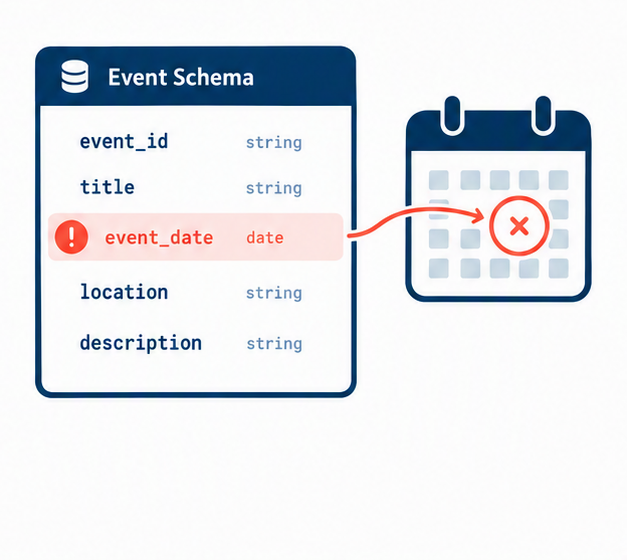 Event Schema
event_id string
title string
! event_date date
location string
description string